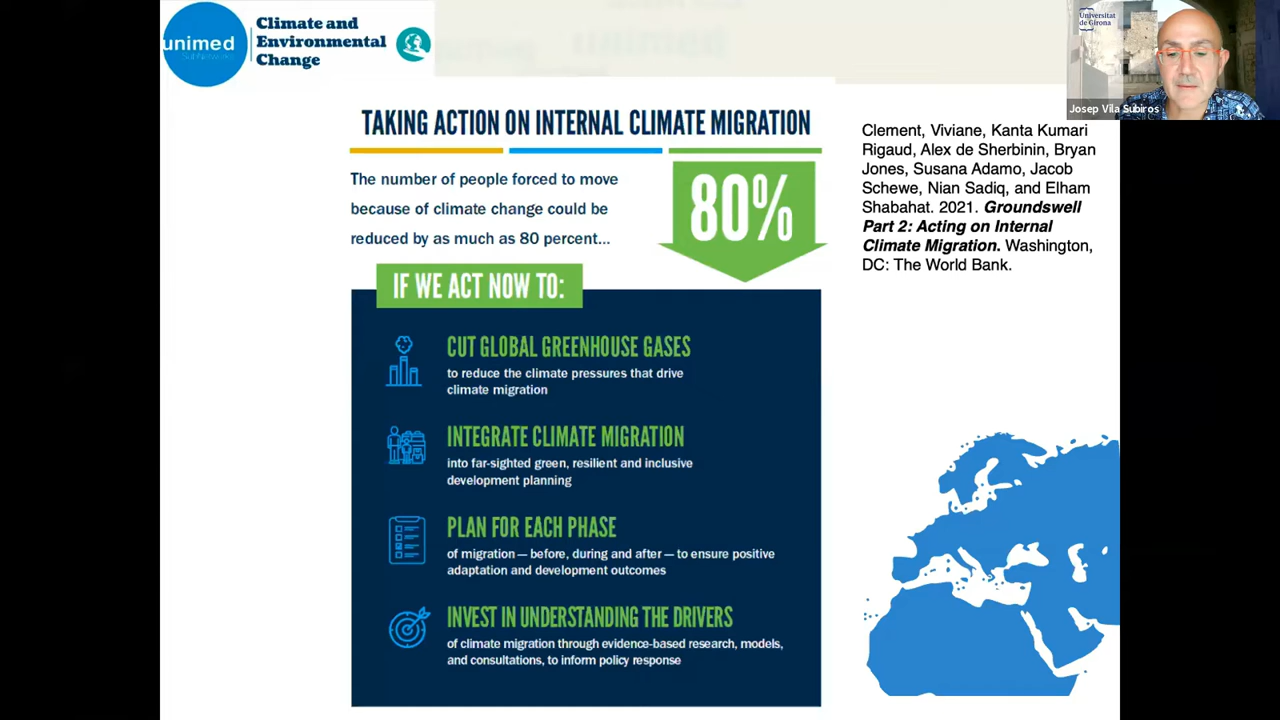 unimed
Climate and
Environmental
Change
Universitat
de Girona
Josep Vila Subiros
TAKING ACTION ON INTERNAL CLIMATE MIGRATION
The number of people forced to move
because of climate change could be
reduced by as much as 80 percent...
80%
IF WE ACT NOW TO:
CUT GLOBAL GREENHOUSE GASES
to reduce the climate pressures that drive
climate migration
INTEGRATE CLIMATE MIGRATION
into far-sighted green, resilient and inclusive
development planning
PLAN FOR EACH PHASE
of migration — before, during and after — to ensure positive
adaptation and development outcomes
INVEST IN UNDERSTANDING THE DRIVERS
of climate migration through evidence-based research, models,
and consultations, to inform policy response
Clement, Viviane, Kanta Kumari
Rigaud, Alex de Sherbinin, Bryan
Jones, Susana Adamo, Jacob
Schewe, Nian Sadiq, and Elham
Shabahat. 2021. Groundswell
Part 2: Acting on Internal
Climate Migration. Washington,
DC: The World Bank.